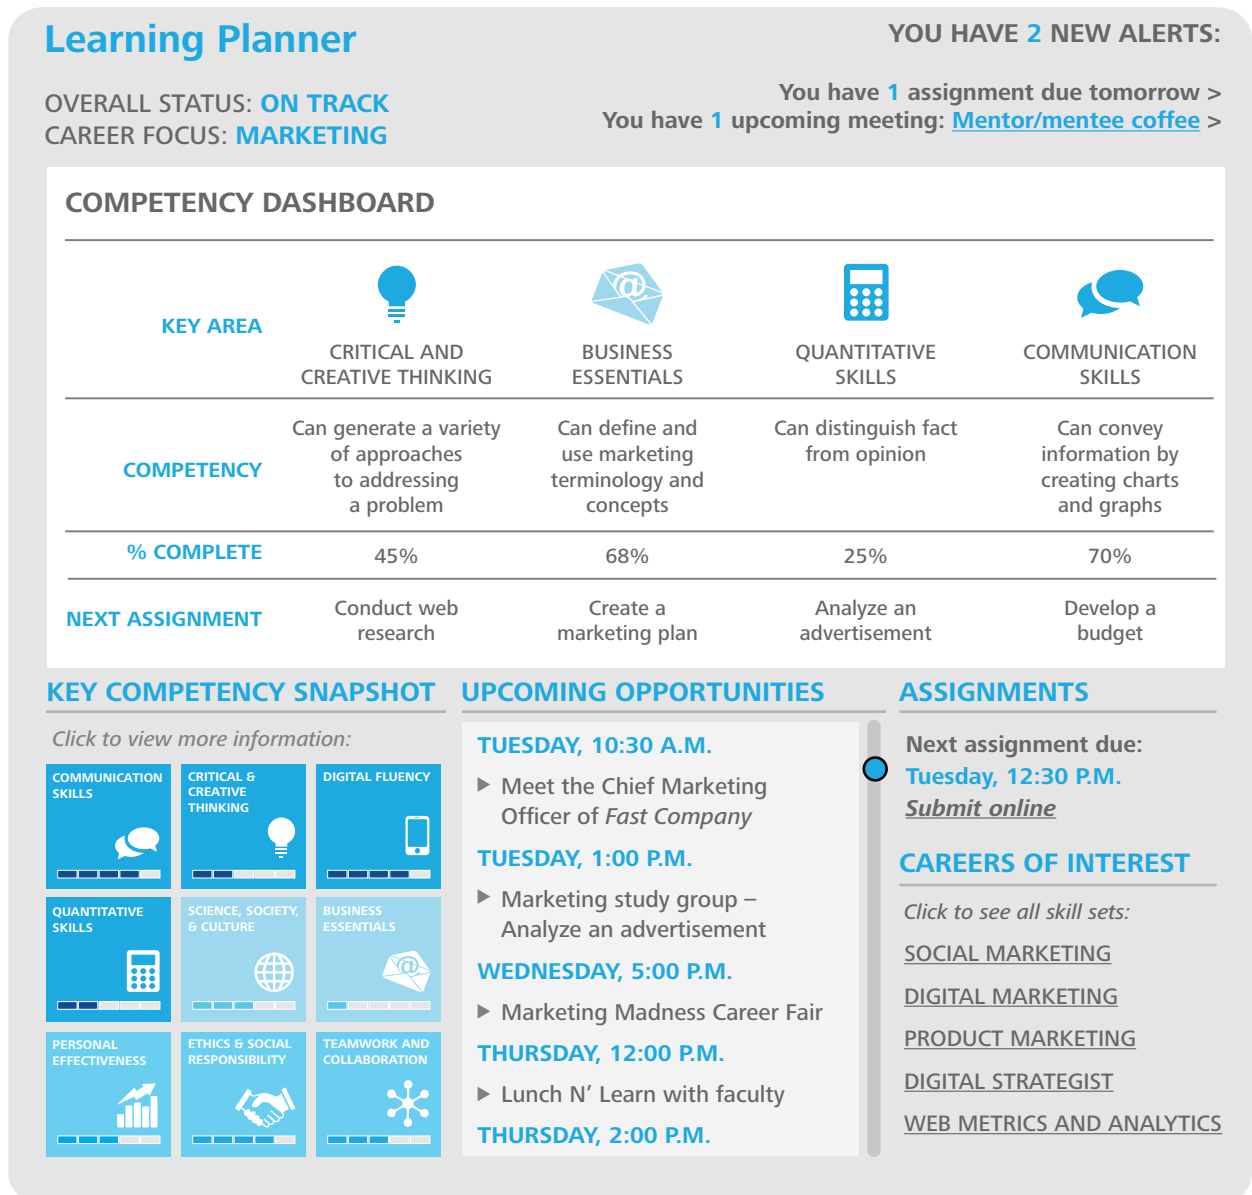 Learning Planner
YOU HAVE 2 NEW ALERTS:
OVERALL STATUS: ON TRACK
CAREER FOCUS: MARKETING
You have 1 assignment due tomorrow >
You have 1 upcoming meeting: Mentor/mentee coffee >
COMPETENCY DASHBOARD
KEY AREA
CRITICAL AND
CREATIVE THINKING
@
BUSINESS
ESSENTIALS
QUANTITATIVE
SKILLS
COMMUNICATION
SKILLS
COMPETENCY
Can generate a variety
of approaches
to addressing
a problem
Can define and
use marketing
terminology and
concepts
Can distinguish fact
from opinion
Can convey
information by
creating charts
and graphs
% COMPLETE
45%
68%
25%
70%
NEXT ASSIGNMENT
Conduct web
research
Create a
marketing plan
Analyze an
advertisement
Develop a
budget
KEY COMPETENCY SNAPSHOT
Click to view more information:
COMMUNICATION
SKILLS
CRITICAL &
CREATIVE
THINKING
DIGITAL FLUENCY
QUANTITATIVE
SKILLS
SCIENCE, SOCIETY,
& CULTURE
BUSINESS
ESSENTIALS
@
PERSONAL
EFFECTIVENESS
ETHICS & SOCIAL
RESPONSIBILITY
TEAMWORK AND
COLLABORATION
UPCOMING OPPORTUNITIES
TUESDAY, 10:30 A.M.
Meet the Chief Marketing
Officer of Fast Company
TUESDAY, 1:00 P.M.
Marketing study group –
Analyze an advertisement
WEDNESDAY, 5:00 P.M.
Marketing Madness Career Fair
THURSDAY, 12:00 P.M.
Lunch N’ Learn with faculty
THURSDAY, 2:00 P.M.
ASSIGNMENTS
Next assignment due:
Tuesday, 12:30 P.M.
Submit online
CAREERS OF INTEREST
Click to see all skill sets:
SOCIAL MARKETING
DIGITAL MARKETING
PRODUCT MARKETING
DIGITAL STRATEGIST
WEB METRICS AND ANALYTICS